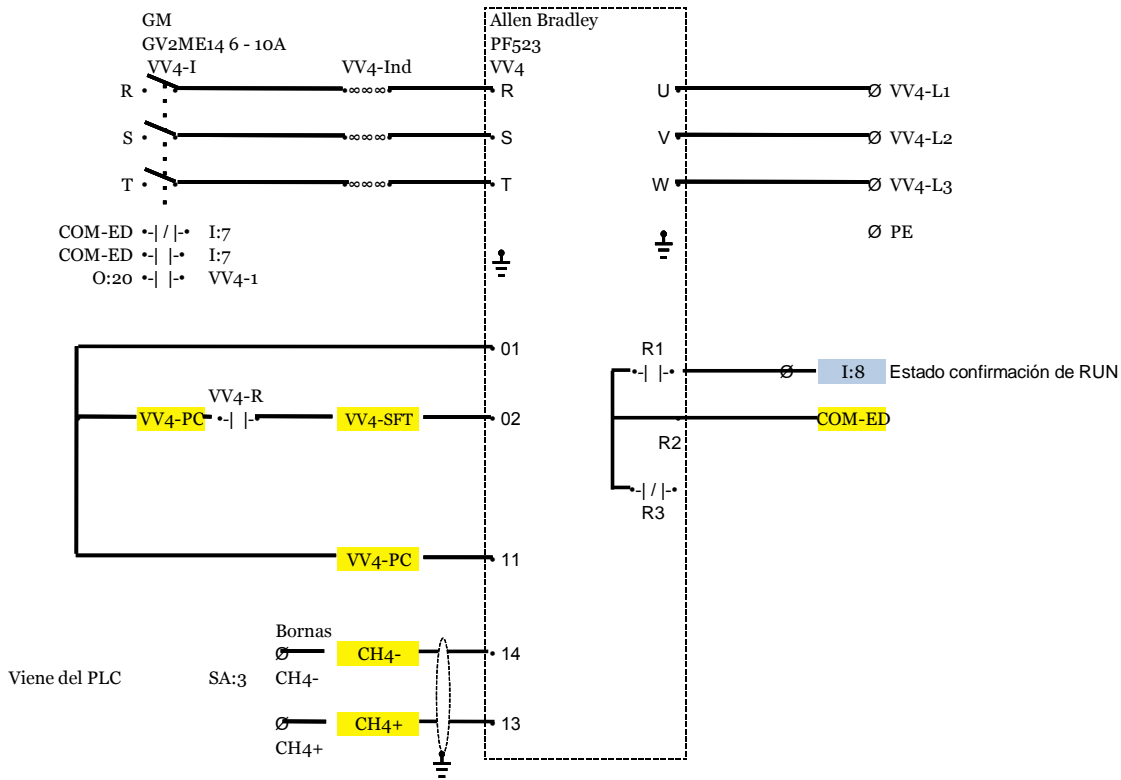 GM
GV2ME14 6 - 10A
VV4-I
VV4-Ind
Allen Bradley
PF523
VV4
R R U Ø VV4-L1
S S V Ø VV4-L2
T T W Ø VV4-L3
COM-ED •-| / |-• I:7
Ø PE
COM-ED •-| |-• I:7
O:20 •-| |-• VV4-1
01
R1
•-| |-• Ø I:8 Estado confirmación de RUN
VV4-R
VV4-PC •-| |-• VV4-SFT 02
COM-ED
R2
•-| / |-•
R3
VV4-PC 11
Bornas
Ø CH4- 14
Viene del PLC SA:3 CH4-
Ø CH4+ 13
CH4+